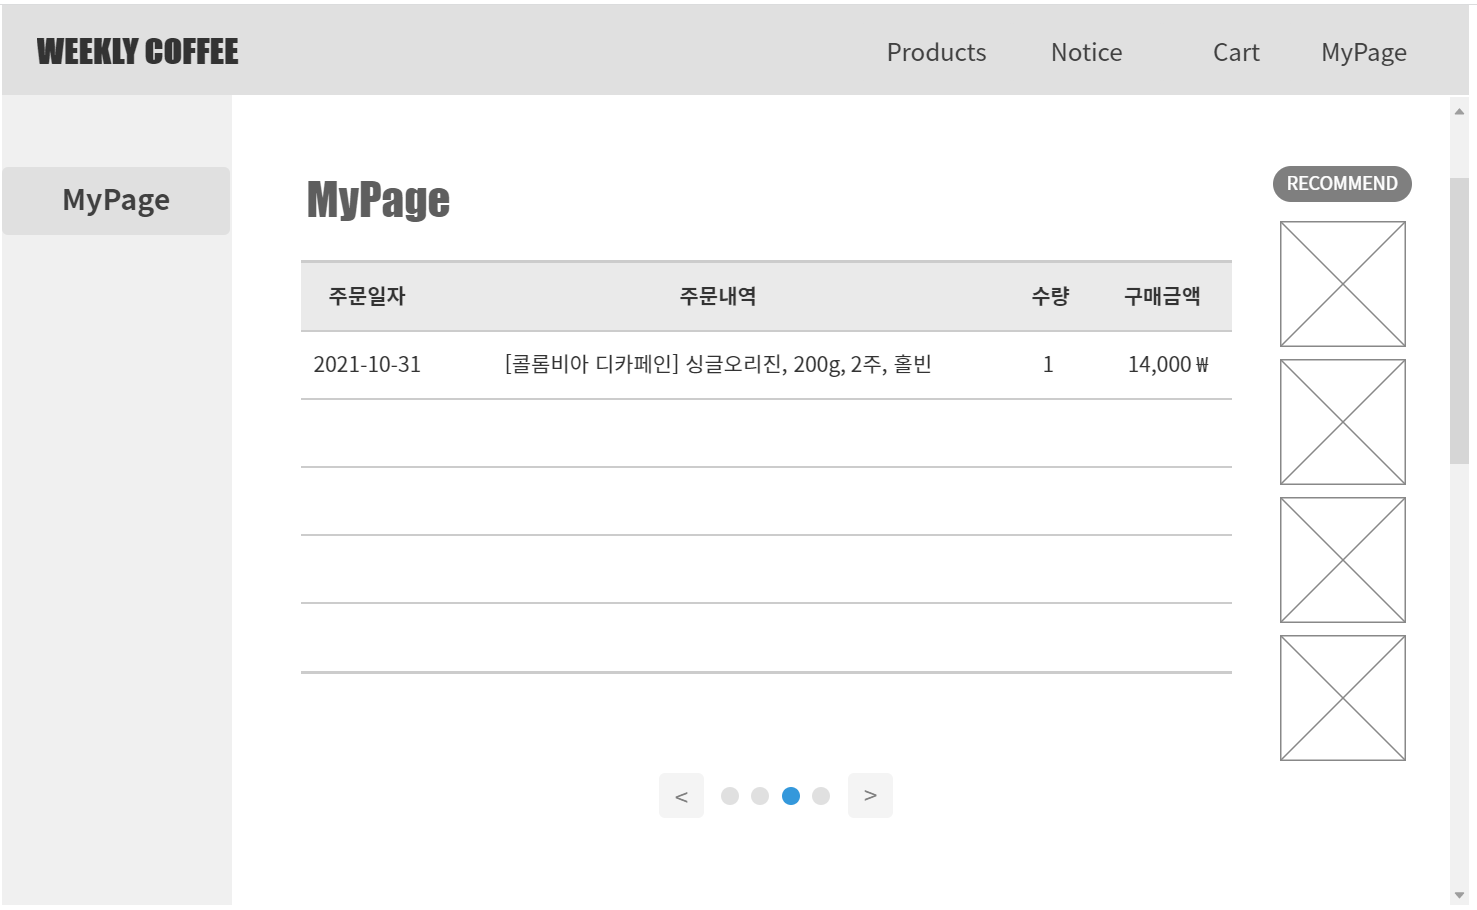 WEEKLY COFFEE Products Notice Cart MyPage
MyPage
MyPage
RECOMMEND
주문일자 주문내역 수량 구매금액
2021-10-31 [콜롬비아 디카페인] 싱글오리진, 200g, 2주, 홀빈 1 14,000₩
< >